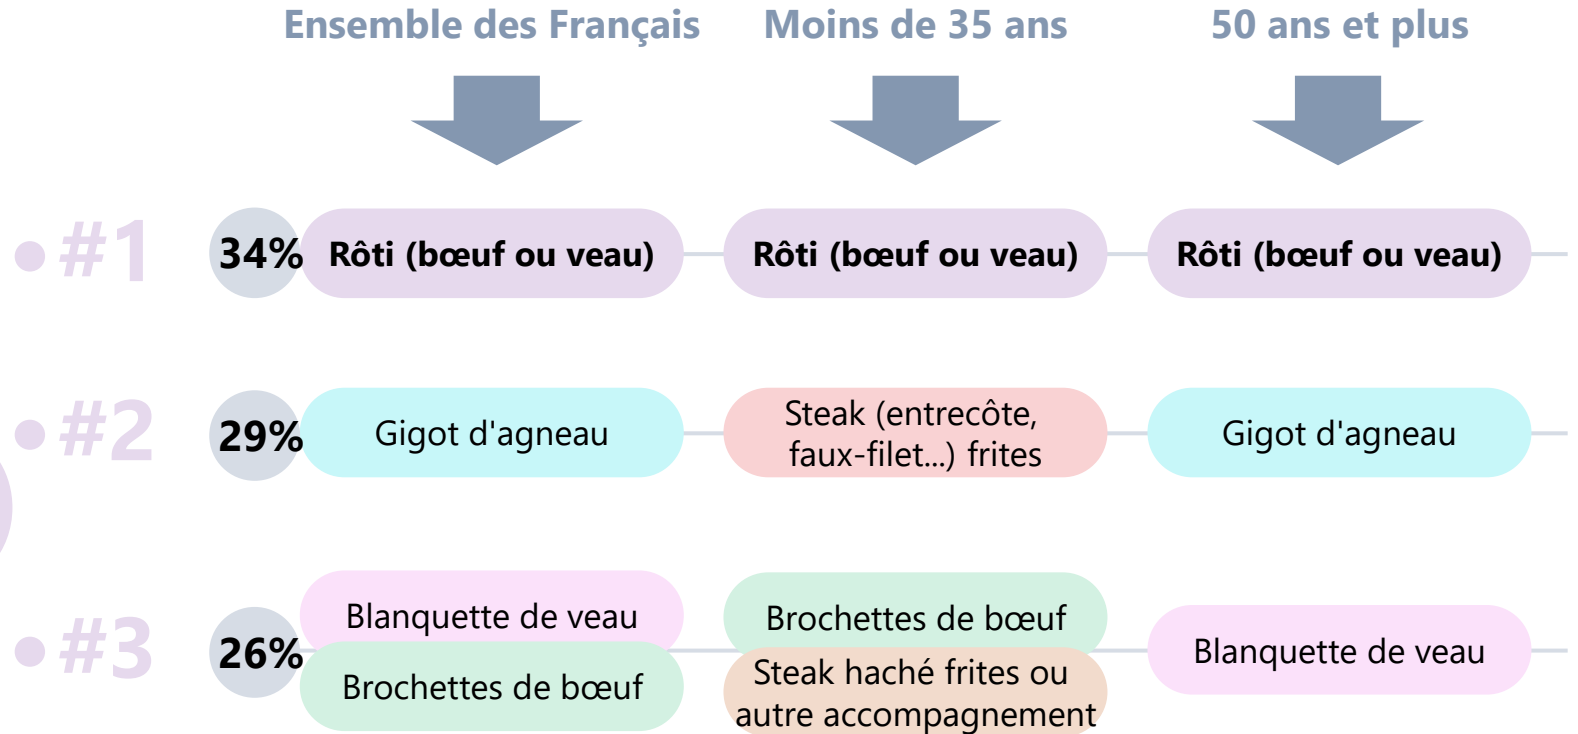 Ensemble des Français
Moins de 35 ans
50 ans et plus
• #1
34%
Rôti (bœuf ou veau)
Rôti (bœuf ou veau)
Rôti (bœuf ou veau)
• #2
29%
Gigot d'agneau
Steak (entrecôte,
faux-filet...) frites
Gigot d'agneau
• #3
26%
Blanquette de veau
Brochettes de bœuf
Brochettes de bœuf
Steak haché frites ou
autre accompagnement
Blanquette de veau